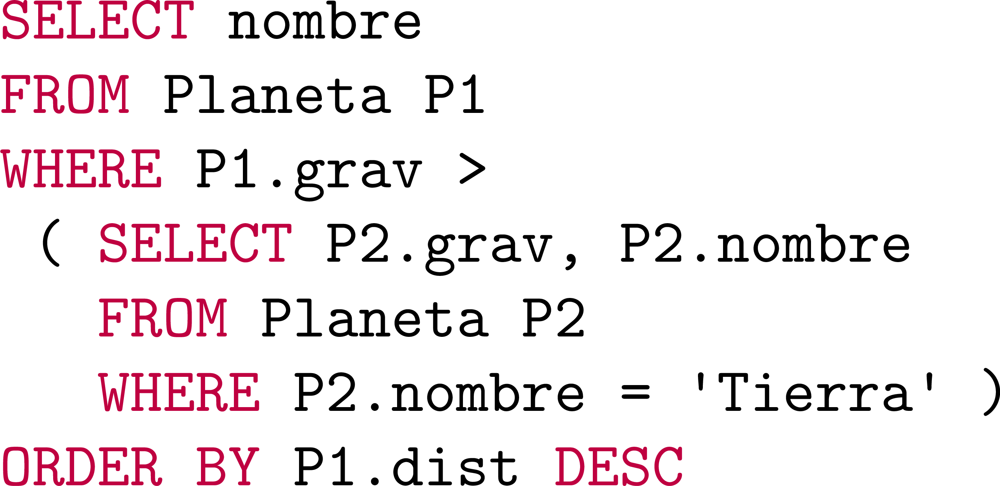 SELECT nombre
FROM Planeta P1
WHERE P1.grav >
( SELECT P2.grav, P2.nombre
FROM Planeta P2
WHERE P2.nombre = 'Tierra' )
ORDER BY P1.dist DESC